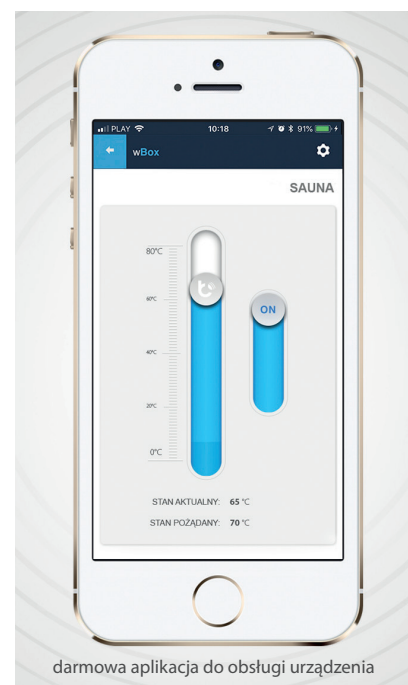 PLAY 10:18 91%
wBox
SAUNA
80°C
60°C
ON
40°C
20°C
0°C
STAN AKTUALNY: 65 °C
STAN POŻĄDANY: 70 °C
darmowa aplikacja do obsługi urządzenia